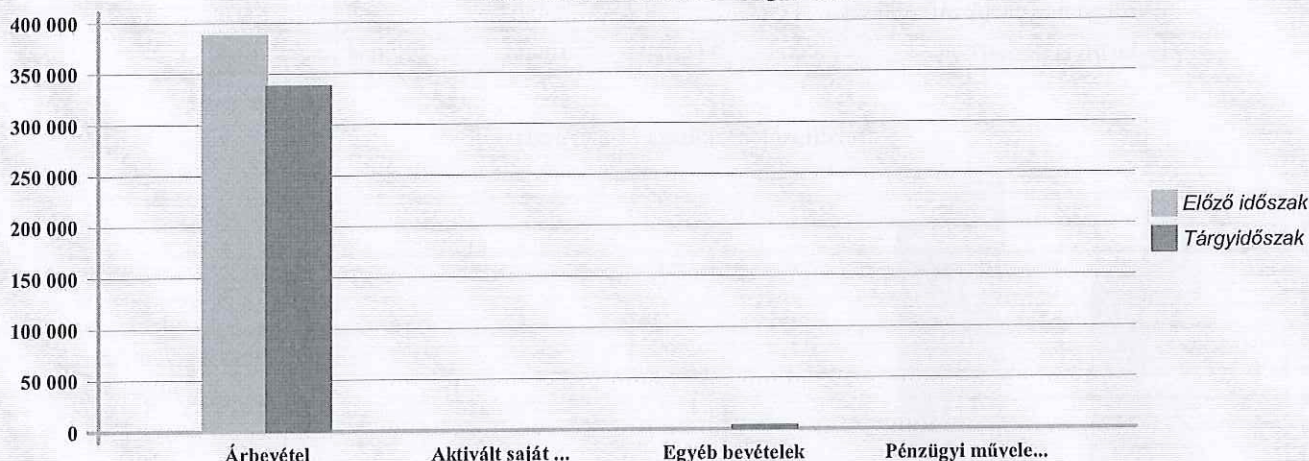 400 000
350 000
300 000
250 000
200 000
150 000
100 000
50 000
0
Árbevétel
Aktivált saját ...
Egyéb bevételek
Pénzügyi művele...
Előző időszak
Tárgyidőszak